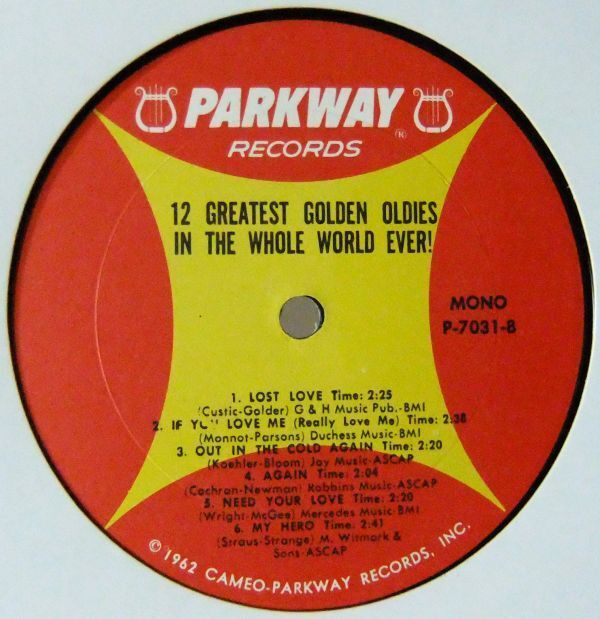 PARKWAY
RECORDS
12 GREATEST GOLDEN OLDIES
IN THE WHOLE WORLD EVER!
MONO
P-7031-B
1. LOST LOVE Time: 2:25
(Custic-Golder) G & H Music Pub.-BMI
2. IF YOU LOVE ME (Really Love Me) Time: 2:38
(Monnot-Parsons) Duchess Music-BMI
3. OUT IN THE COLD AGAIN Time: 2:20
(Koehler-Bloom) Joy Music-ASCAP
4. AGAIN Time: 2:04
(Cochran-Newman) Robbins Music-ASCAP
5. NEED YOUR LOVE Time: 2:20
(Wright-McGee) Mercedes Music-BMI
6. MY HERO Time: 2:41
(Straus-Strange) M. Witmark &
Sons-ASCAP
© 1962 CAMEO-PARKWAY RECORDS, INC.